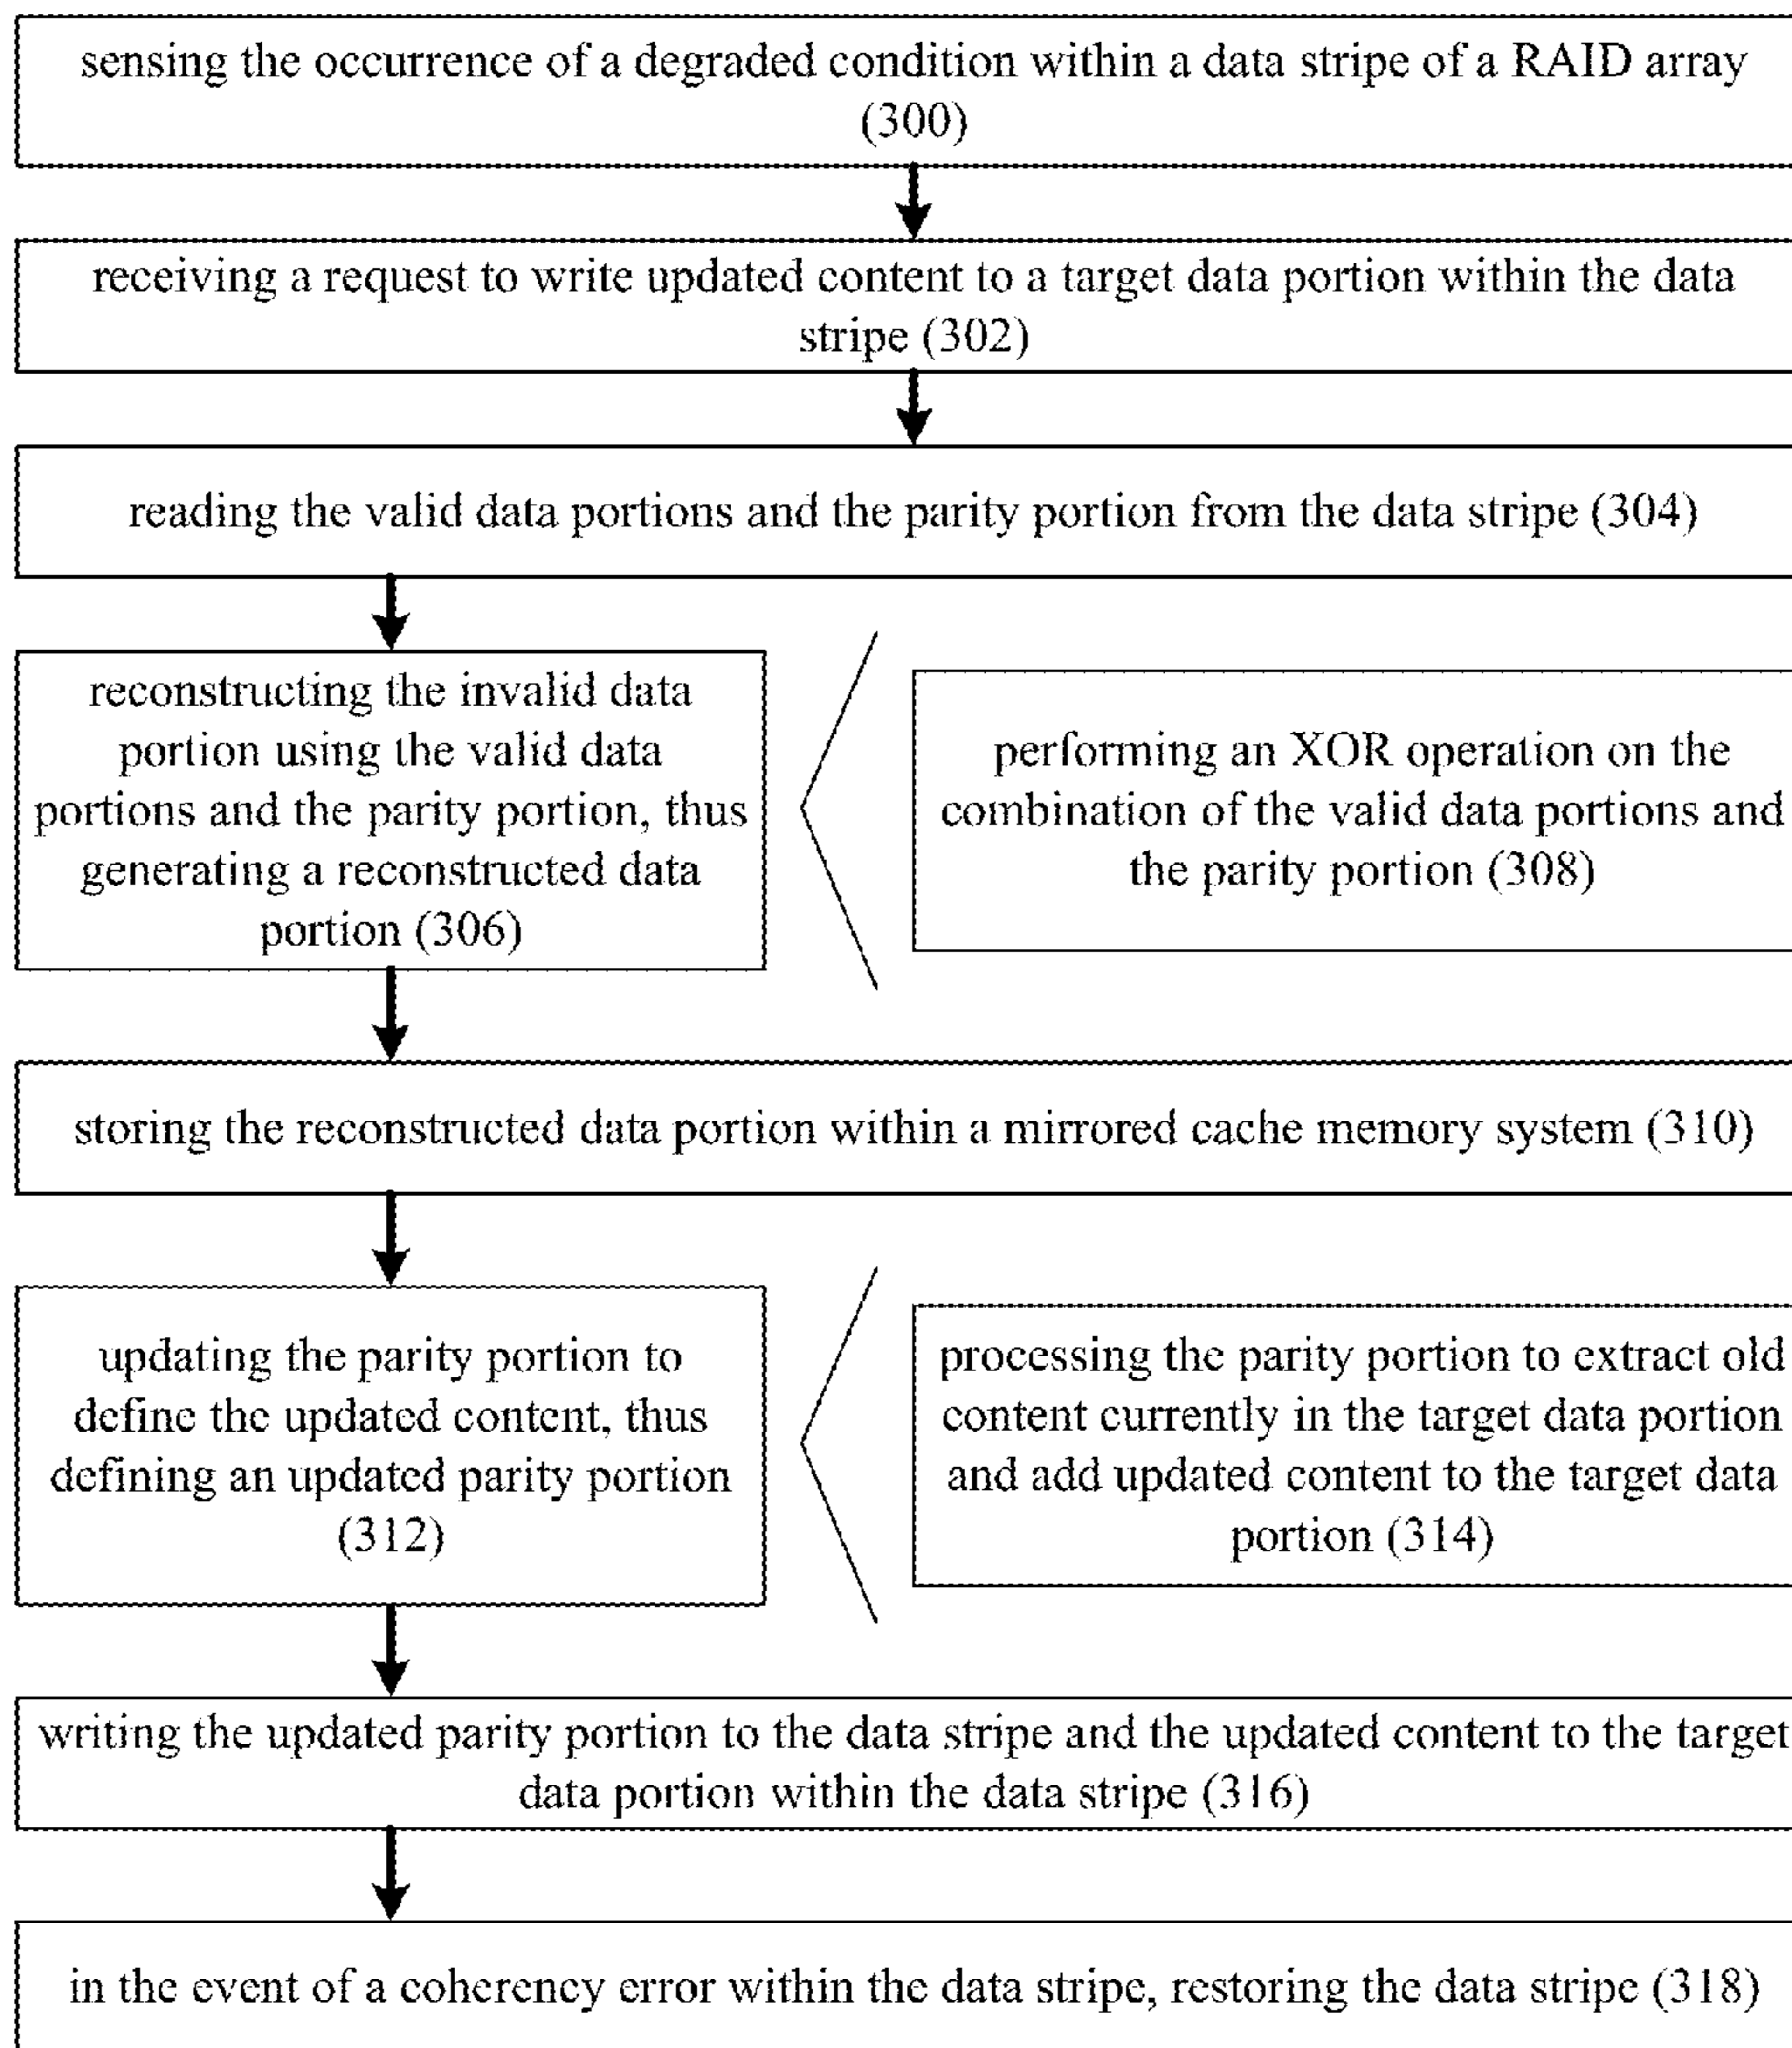 sensing the occurrence of a degraded condition within a data stripe of a RAID array
(300)
receiving a request to write updated content to a target data portion within the data
stripe (302)
reading the valid data portions and the parity portion from the data stripe (304)
reconstructing the invalid data
portion using the valid data
portions and the parity portion, thus
generating a reconstructed data
portion (306)
performing an XOR operation on the
combination of the valid data portions and
the parity portion (308)
storing the reconstructed data portion within a mirrored cache memory system (310)
updating the parity portion to
define the updated content, thus
defining an updated parity portion
(312)
processing the parity portion to extract old
content currently in the target data portion
and add updated content to the target data
portion (314)
writing the updated parity portion to the data stripe and the updated content to the target
data portion within the data stripe (316)
in the event of a coherency error within the data stripe, restoring the data stripe (318)